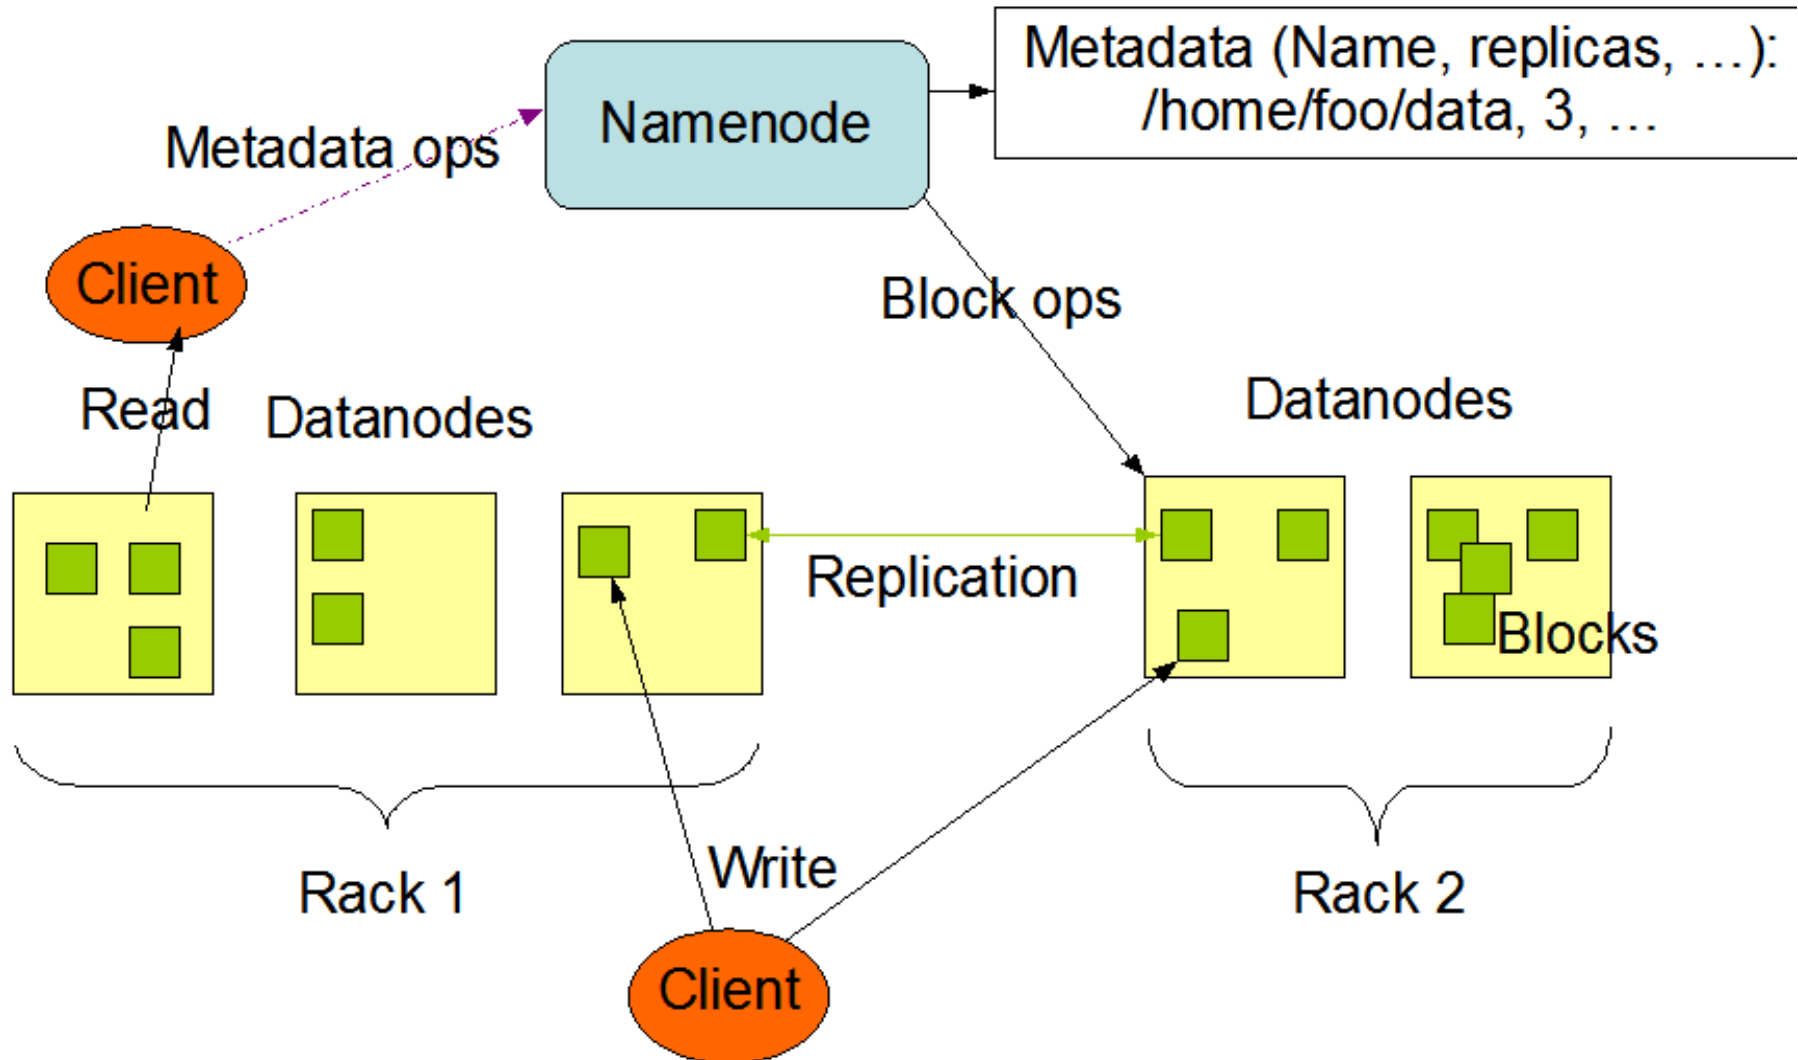 Metadata (Name, replicas, …):
/home/foo/data, 3, …
Namenode
Metadata ops
Client
Block ops
Read
Datanodes
Datanodes
Replication
Blocks
Rack 1
Write
Rack 2
Client